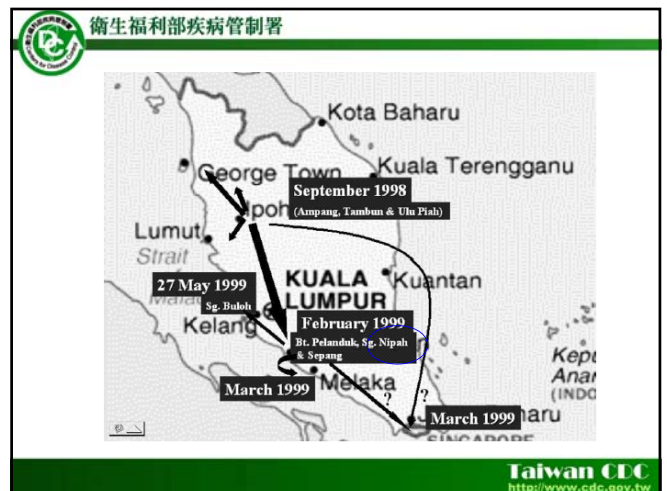 衛生福利部疾病管制署
Kota Baharu
George Town
Kuala Terengganu
September 1998
(Ampang, Tambun & Ulu Piah)
Ipoh
Lumut
Strait
Kuantan
27 May 1999
Sg. Buloh
KUALA
LUMPUR
Kelang
February 1999
Bt. Pelanduk, Sg. Nipah
& Sepang
March 1999
Melaka
?
?
March 1999
SINGAPORE
Taiwan CDC
http://www.cdc.gov.tw